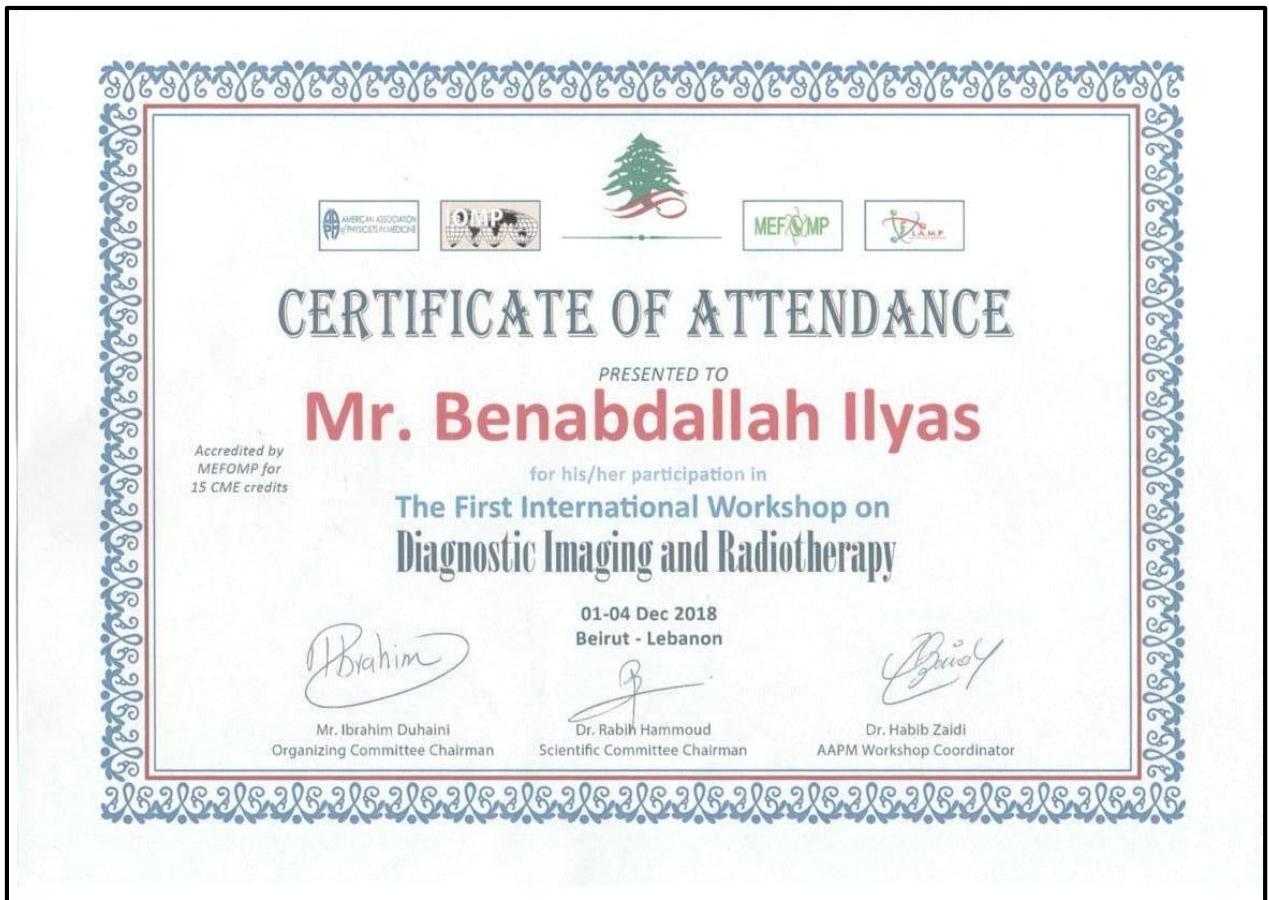 AMERICAN ASSOCIATION
of PHYSICISTS IN MEDICINE
IOMP
MEFOMP
LAMP
CERTIFICATE OF ATTENDANCE
PRESENTED TO
Mr. Benabdallah Ilyas
Accredited by
MEFOMP for
15 CME credits
for his/her participation in
The First International Workshop on
Diagnostic Imaging and Radiotherapy
01-04 Dec 2018
Beirut - Lebanon
Ibrahim
Mr. Ibrahim Duhaini
Organizing Committee Chairman
Dr. Rabih Hammoud
Scientific Committee Chairman
Dr. Habib Zaidi
AAPM Workshop Coordinator